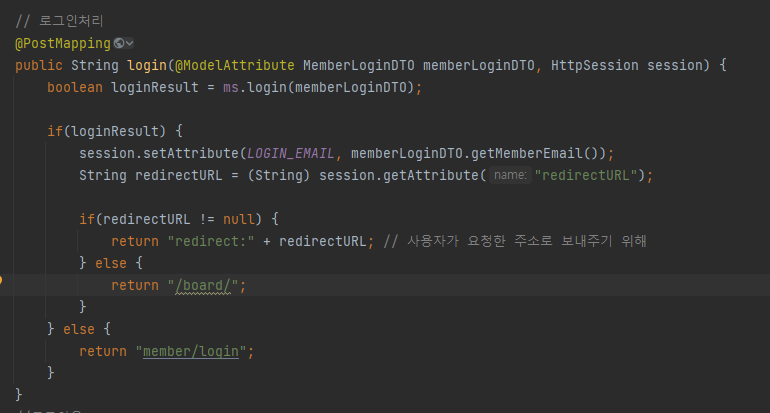 // 로그인처리
@PostMapping
public String login(@ModelAttribute MemberLoginDTO memberLoginDTO, HttpSession session) {
boolean loginResult = ms.login(memberLoginDTO);
if(loginResult) {
session.setAttribute(LOGIN_EMAIL, memberLoginDTO.getMemberEmail());
String redirectURL = (String) session.getAttribute( name: "redirectURL");
if(redirectURL != null) {
return "redirect:" + redirectURL; // 사용자가 요청한 주소로 보내주기 위해
} else {
return "/board/";
}
} else {
return "member/login";
}
}